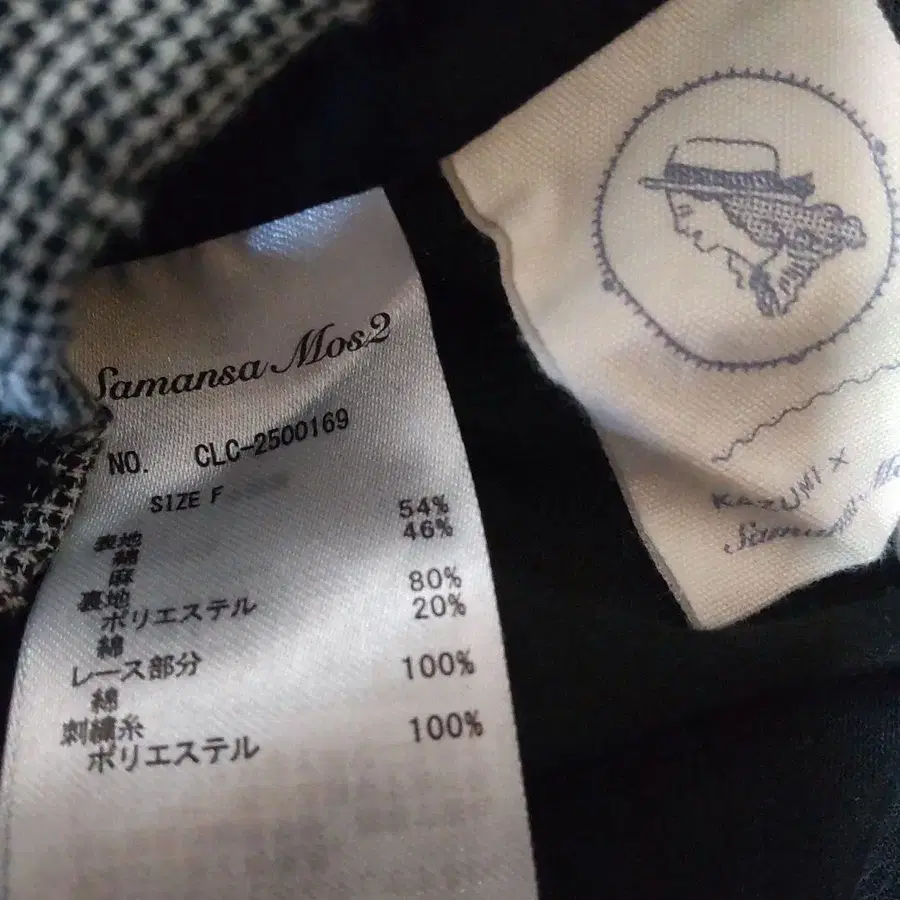 Samansa Mos2
NO. CLC-2500169
SIZE F
表地
綿 54%
麻 46%
裏地
ポリエステル 80%
綿 20%
レース部分
綿 100%
刺繍糸
ポリエステル 100%
KAZUMI ×